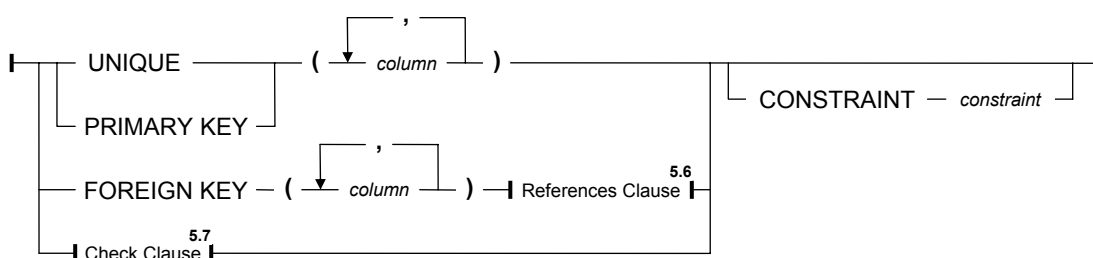 ,
UNIQUE ( column )
CONSTRAINT constraint
PRIMARY KEY
,
FOREIGN KEY ( column ) References Clause 5.6
Check Clause 5.7